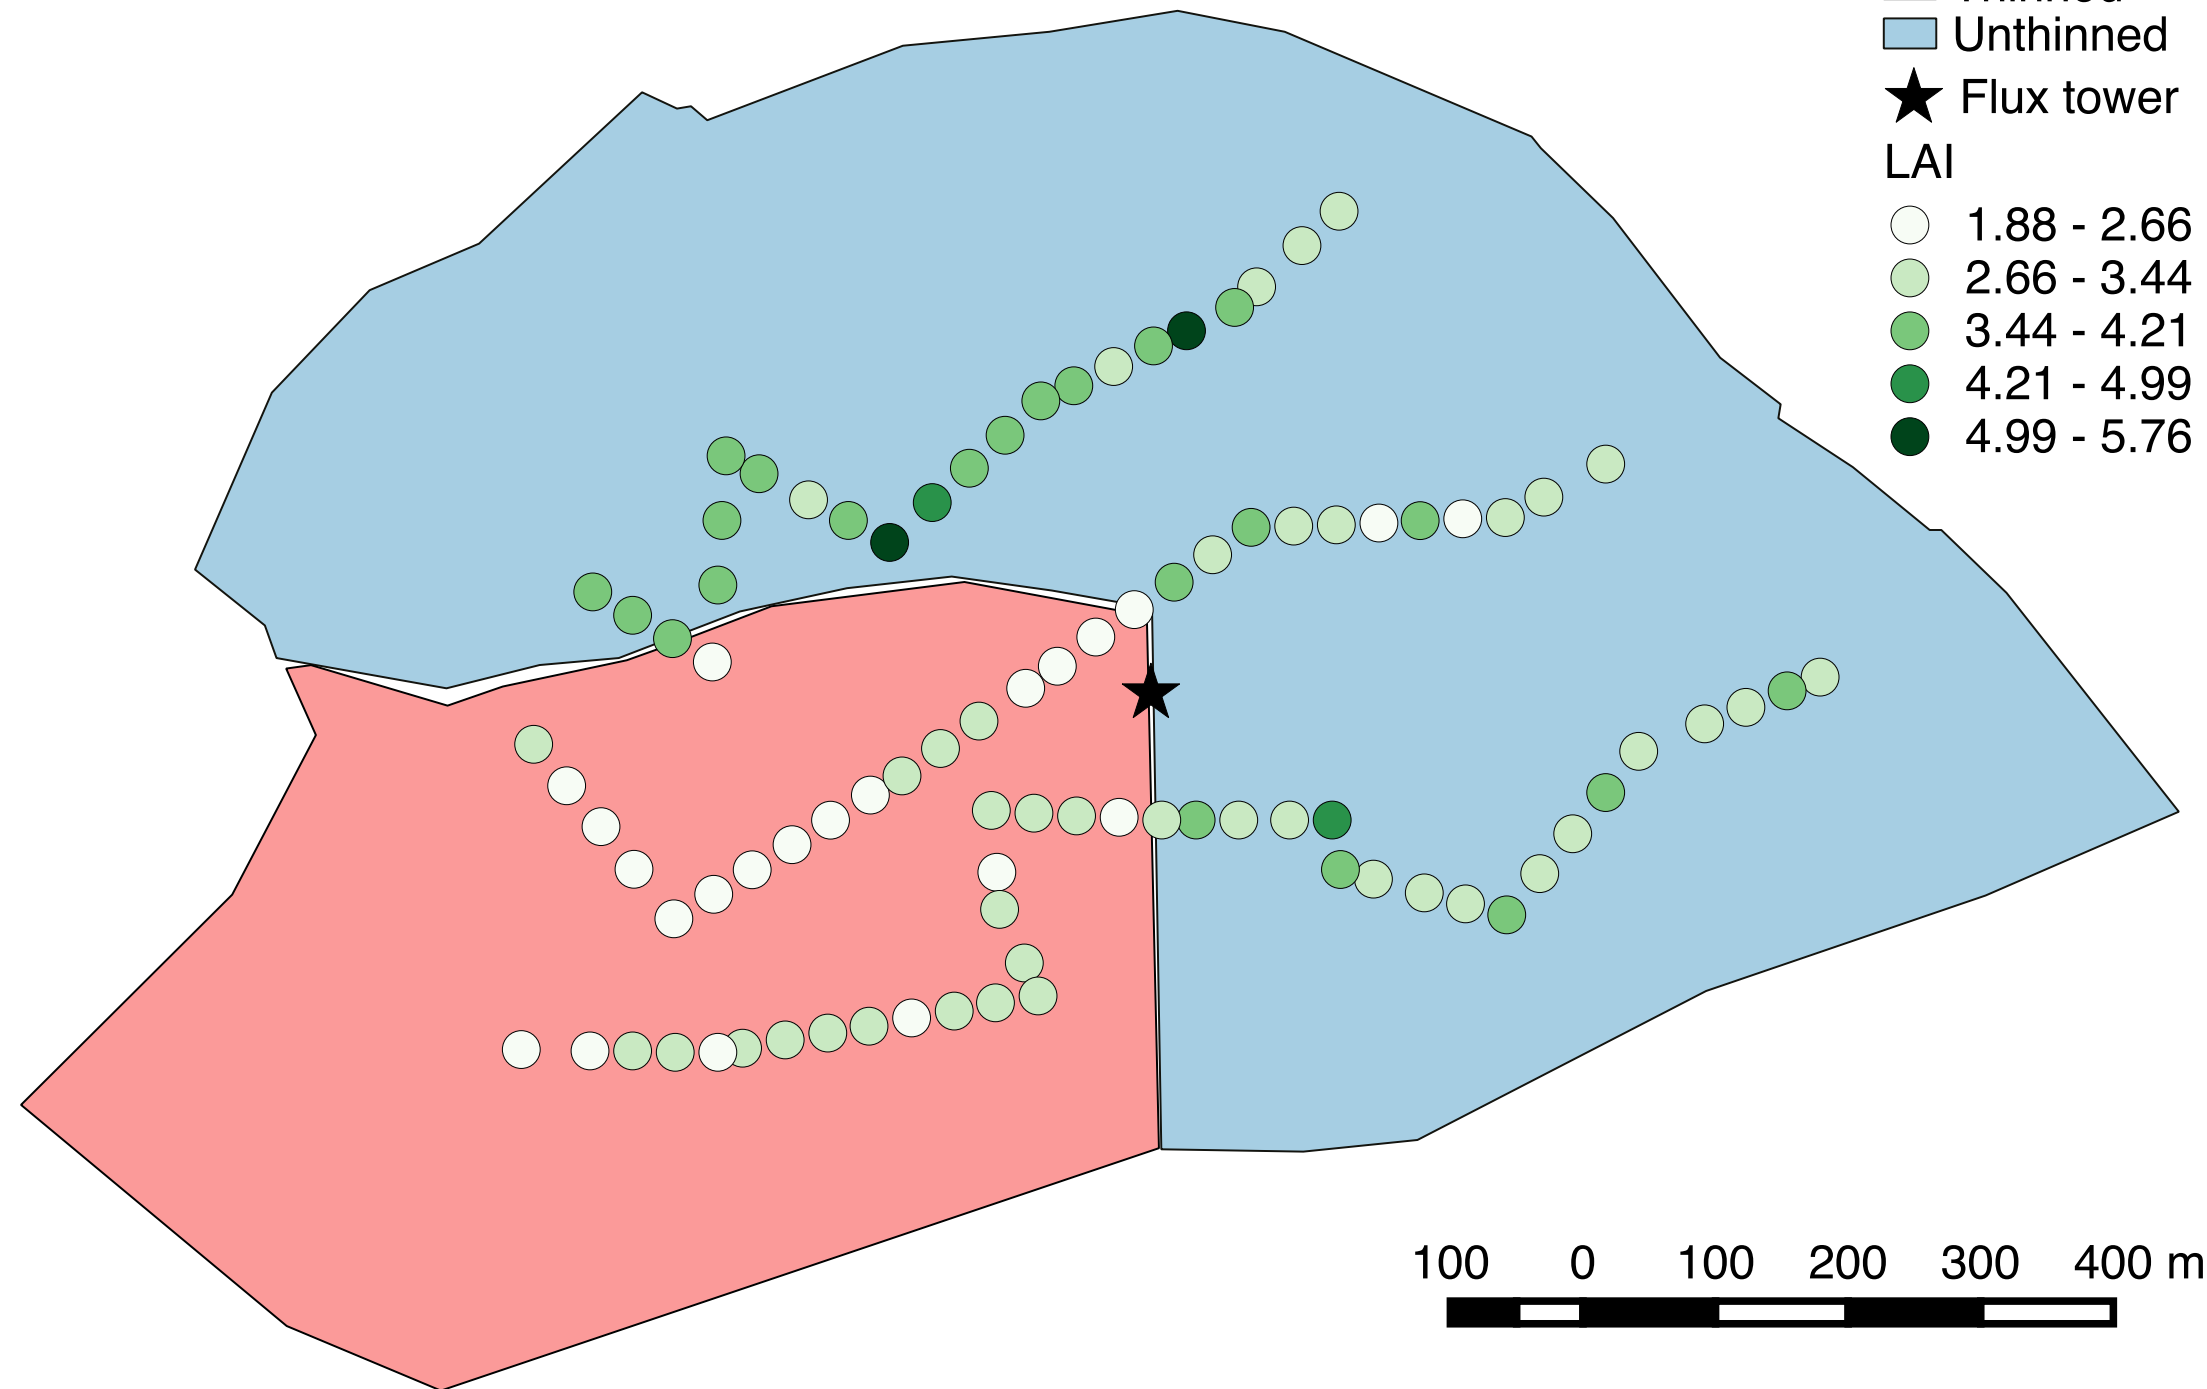 Thinned
Unthinned
Flux tower
LAI
1.88 - 2.66
2.66 - 3.44
3.44 - 4.21
4.21 - 4.99
4.99 - 5.76
100 0 100 200 300 400 m